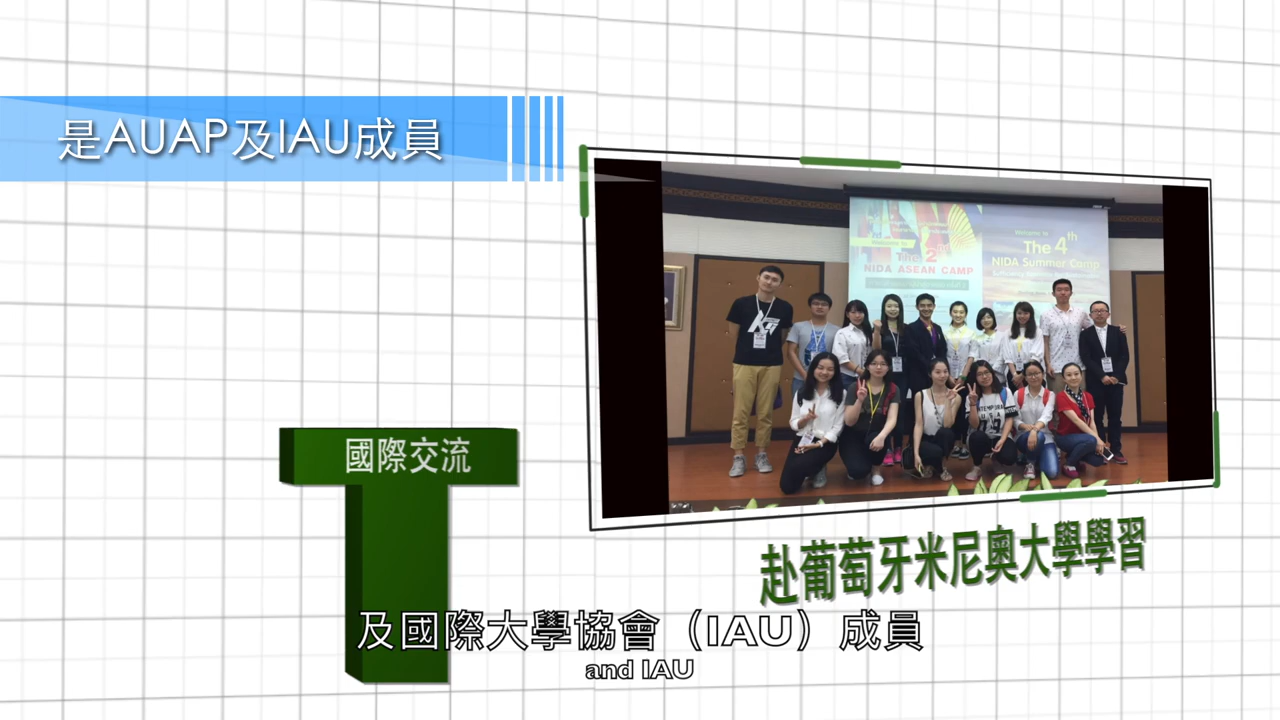 是AUAP及IAU成員
The 2nd
NIDA ASEAN CAMP
The 4th
NIDA Summer Camp
國際交流
赴葡萄牙米尼奧大學學習
及國際大學協會（IAU）成員
and IAU